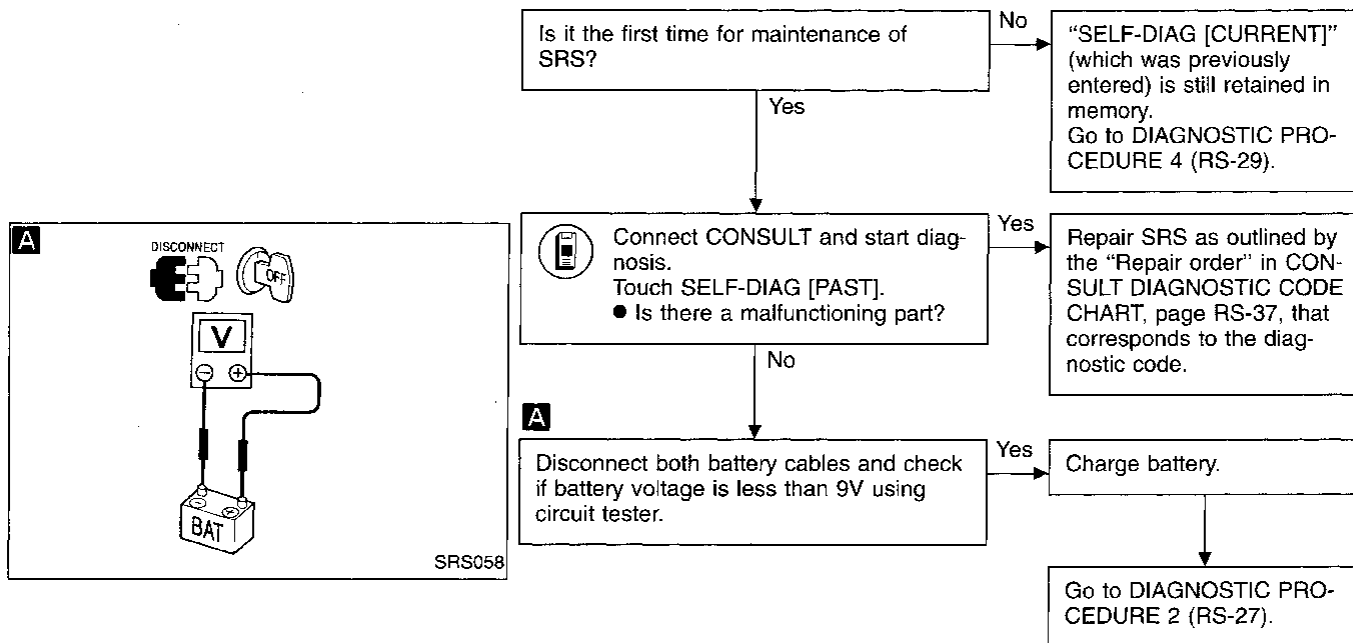 Is it the first time for maintenance of
SRS?
No
"SELF-DIAG [CURRENT]"
(which was previously
entered) is still retained in
memory.
Go to DIAGNOSTIC PRO-
CEDURE 4 (RS-29).
Yes
A
DISCONNECT
OFF
V
BAT
SRS058
Connect CONSULT and start diag-
nosis.
Touch SELF-DIAG [PAST].
● Is there a malfunctioning part?
Yes
Repair SRS as outlined by
the "Repair order" in CON-
SULT DIAGNOSTIC CODE
CHART, page RS-37, that
corresponds to the diag-
nostic code.
No
A
Disconnect both battery cables and check
if battery voltage is less than 9V using
circuit tester.
Yes
Charge battery.
Go to DIAGNOSTIC PRO-
CEDURE 2 (RS-27).